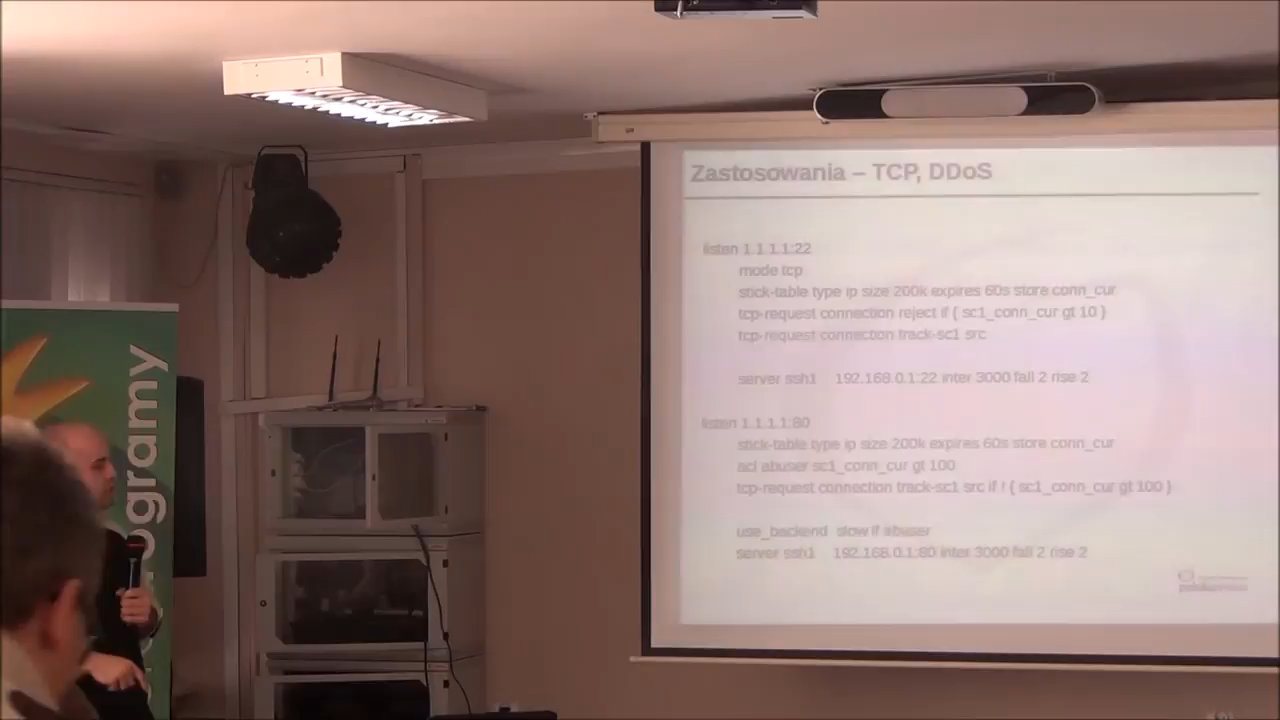 Zastosowania – TCP, DDoS
listen 1.1.1.1:22
mode tcp
stick-table type ip size 200k expires 60s store conn_cur
tcp-request connection reject if { sc1_conn_cur gt 10 }
tcp-request connection track-sc1 src
server ssh1 192.168.0.1:22 inter 3000 fall 2 rise 2
listen 1.1.1.1:80
stick-table type ip size 200k expires 60s store conn_cur
acl abuser sc1_conn_cur gt 100
tcp-request connection track-sc1 src if ! { sc1_conn_cur gt 100 }
use_backend slow if abuser
server ssh1 192.168.0.1:80 inter 3000 fall 2 rise 2
ogramy